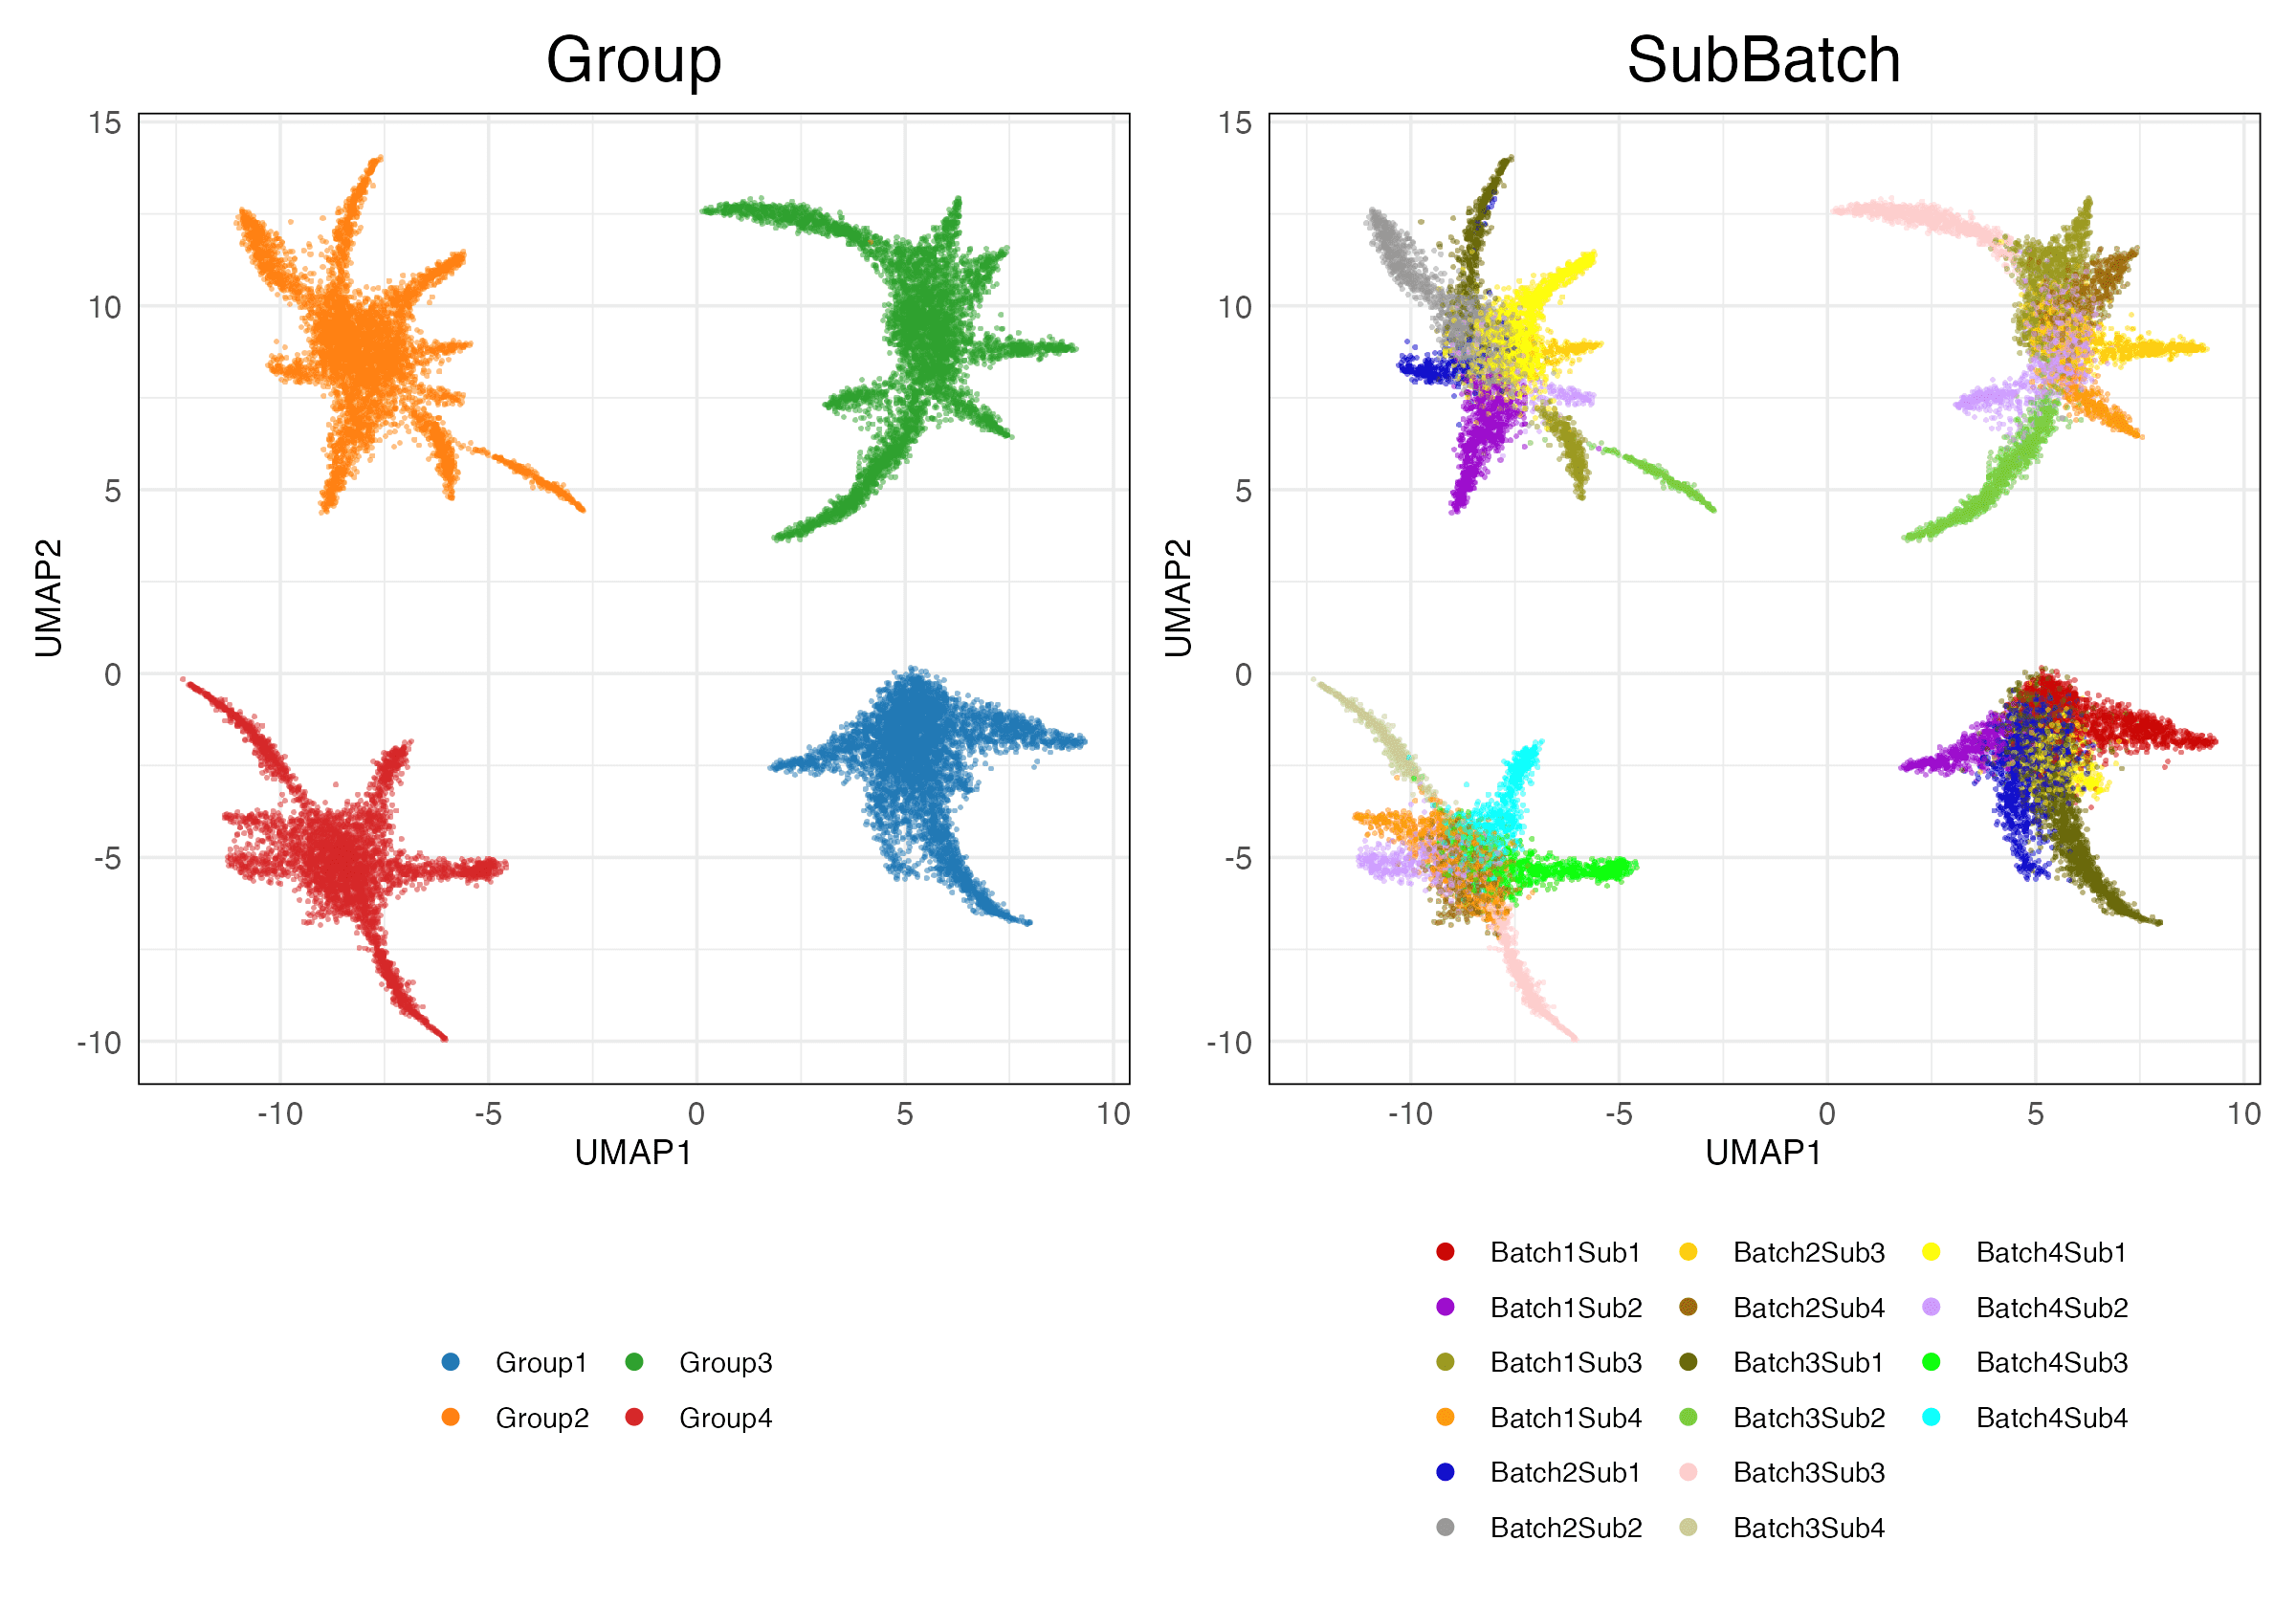 Group
SubBatch
15
10
5
0
-5
-10
UMAP2
-10
-5
0
5
10
UMAP1
15
10
5
0
-5
-10
UMAP2
-10
-5
0
5
10
UMAP1
Group1
Group3
Group2
Group4
Batch1Sub1
Batch2Sub3
Batch4Sub1
Batch1Sub2
Batch2Sub4
Batch4Sub2
Batch1Sub3
Batch3Sub1
Batch4Sub3
Batch1Sub4
Batch3Sub2
Batch4Sub4
Batch2Sub1
Batch3Sub3
Batch2Sub2
Batch3Sub4